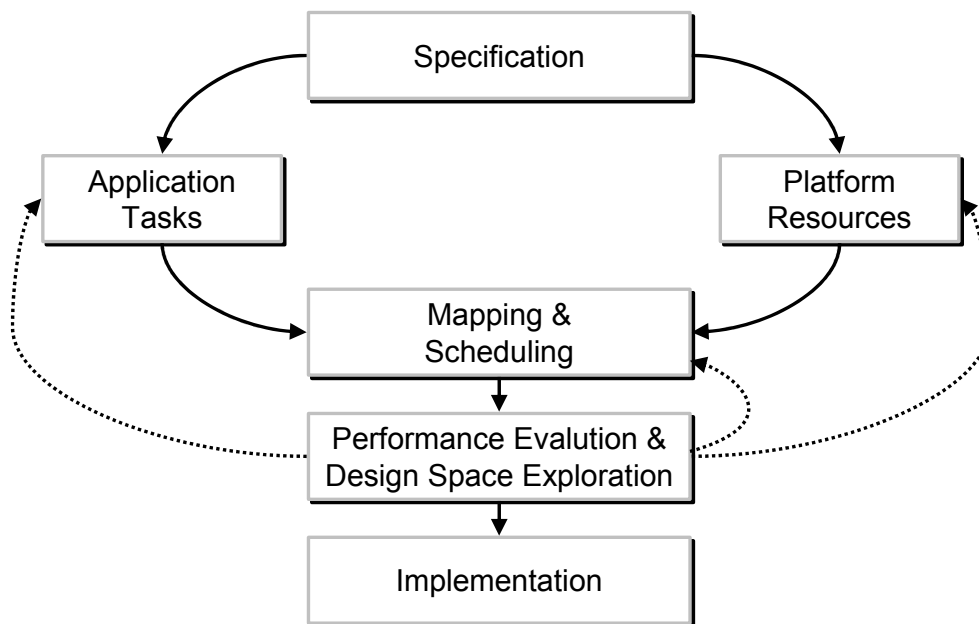 Specification
Application
Tasks
Platform
Resources
Mapping &
Scheduling
Performance Evalution &
Design Space Exploration
Implementation